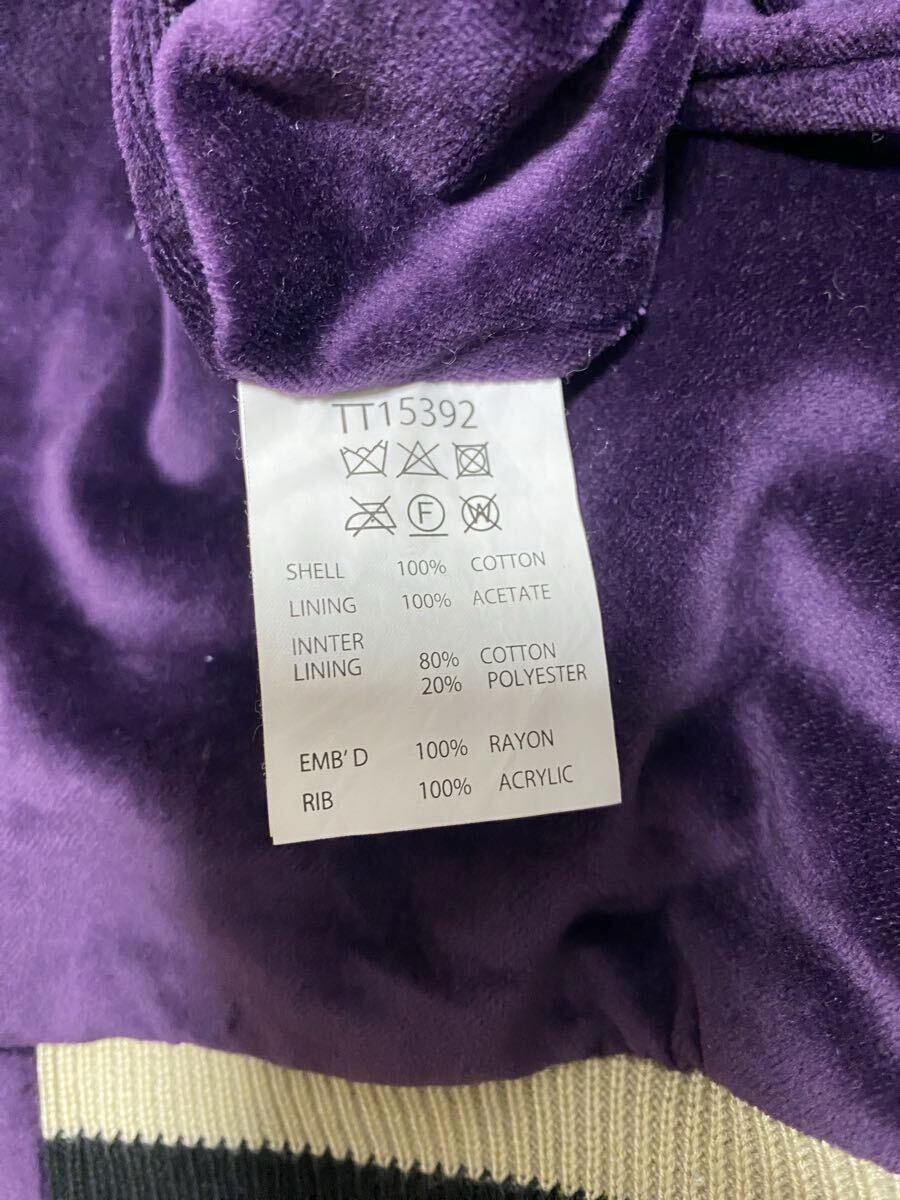 TT15392
F W
SHELL 100% COTTON
LINING 100% ACETATE
INNTER
LINING 80% COTTON
20% POLYESTER
EMB'D 100% RAYON
RIB 100% ACRYLIC